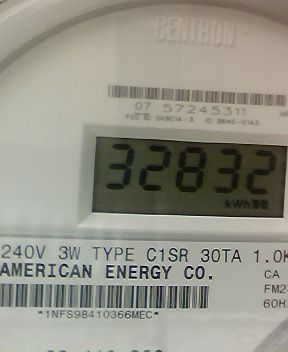 CENTRON
07 57245311
32832
kWh
240V 3W TYPE C1SR 30TA 1.0K
AMERICAN ENERGY CO.
CA
FM2
60H
*1NFS98410366MEC*